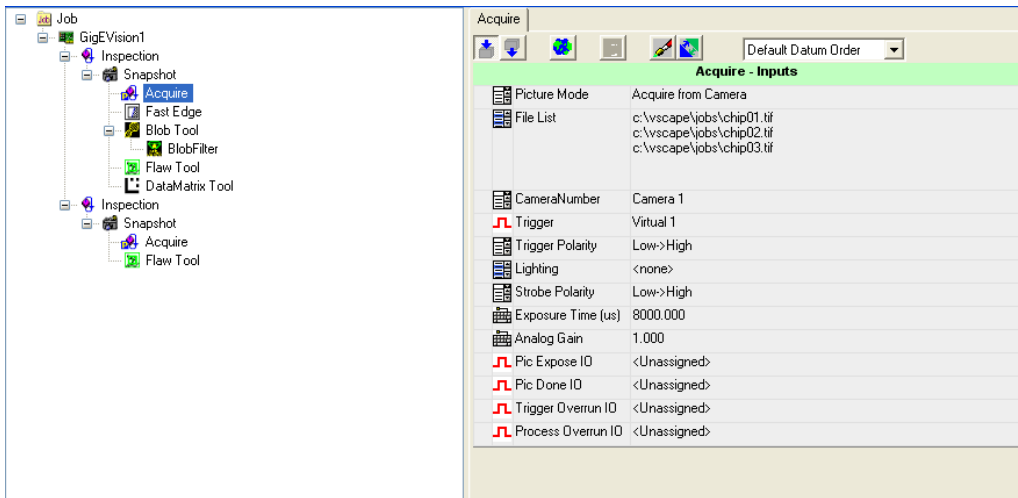 Job
GigEVision1
Inspection
Snapshot
Acquire
Fast Edge
Blob Tool
BlobFilter
Flaw Tool
DataMatrix Tool
Inspection
Snapshot
Acquire
Flaw Tool
Acquire
Default Datum Order
Acquire - Inputs
Picture Mode Acquire from Camera
File List c:\vscape\jobs\chip01.tif
c:\vscape\jobs\chip02.tif
c:\vscape\jobs\chip03.tif
CameraNumber Camera 1
Trigger Virtual 1
Trigger Polarity Low->High
Lighting <none>
Strobe Polarity Low->High
Exposure Time (us) 8000.000
Analog Gain 1.000
Pic Expose IO <Unassigned>
Pic Done IO <Unassigned>
Trigger Overrun IO <Unassigned>
Process Overrun IO <Unassigned>